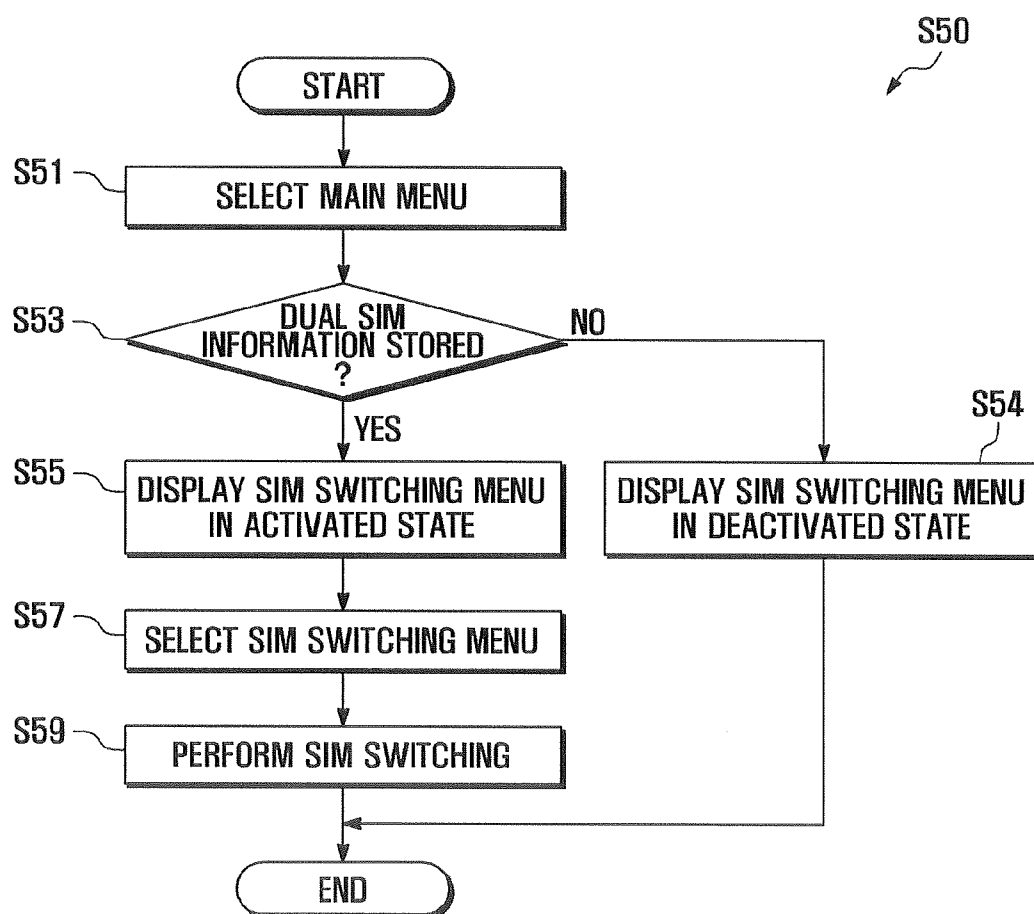 S50
START
S51
SELECT MAIN MENU
S53
DUAL SIM
INFORMATION STORED
?
NO
YES
S54
S55
DISPLAY SIM SWITCHING MENU
IN ACTIVATED STATE
DISPLAY SIM SWITCHING MENU
IN DEACTIVATED STATE
S57
SELECT SIM SWITCHING MENU
S59
PERFORM SIM SWITCHING
END